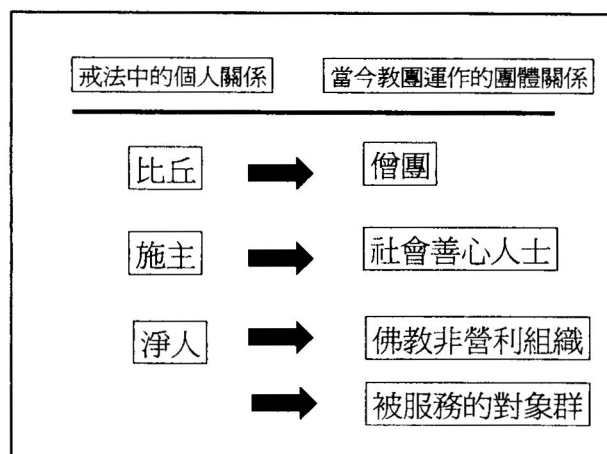 戒法中的個人關係 當今教團運作的團體關係
比丘 僧團
施主 社會善心人士
淨人 佛教非營利組織
被服務的對象群